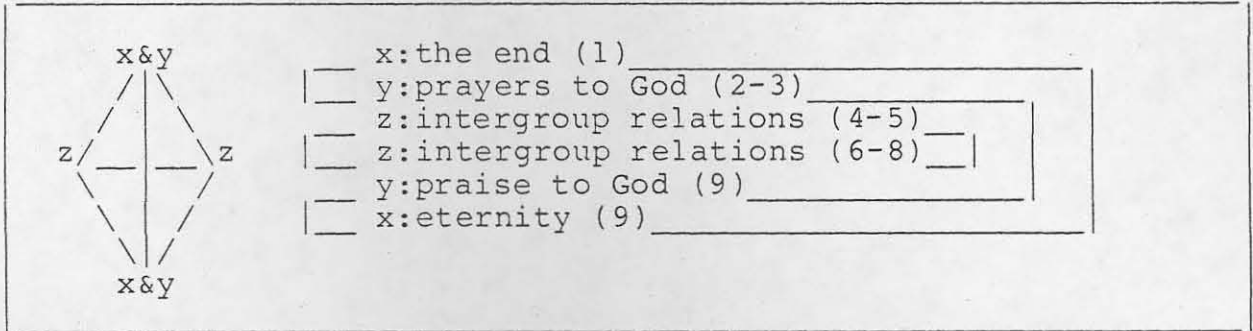 x&y
x:the end (1)
y:prayers to God (2-3)
z:intergroup relations (4-5)
z z
z:intergroup relations (6-8)
y:praise to God (9)
x:eternity (9)
x&y